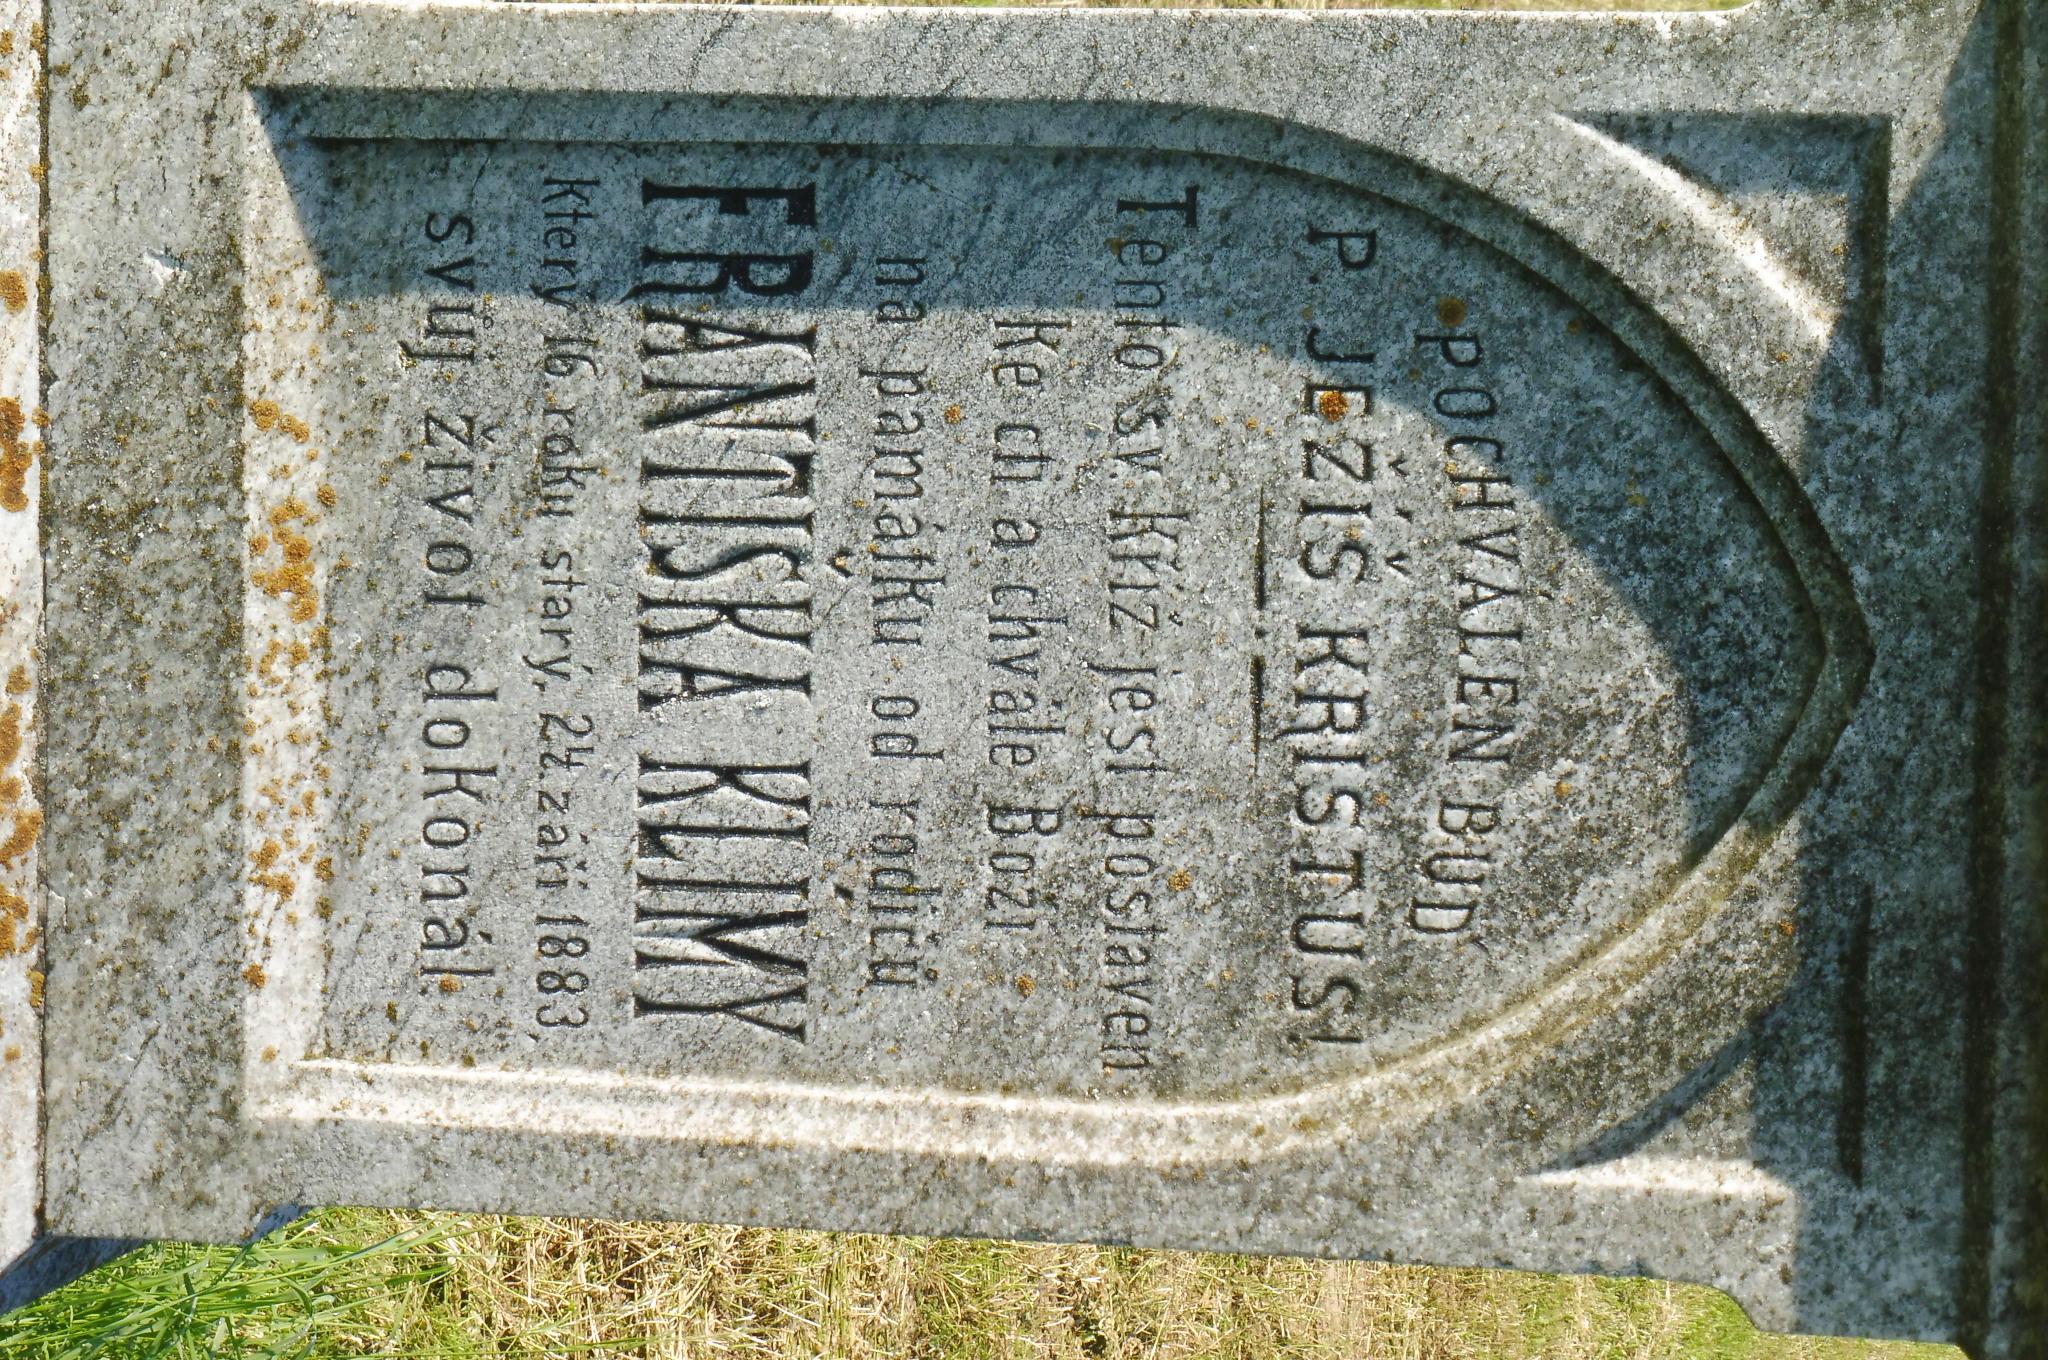 POCHVÁLEN BUĎ
P. JEŽÍŠ KRISTUS!
Tento sv. kříž jest postaven
ke cti a chvále Boží
na památku od rodičů
FRANTIŠKA KLÍMY
který 16. roku starý, 24. září 1883,
svůj život dokonál.